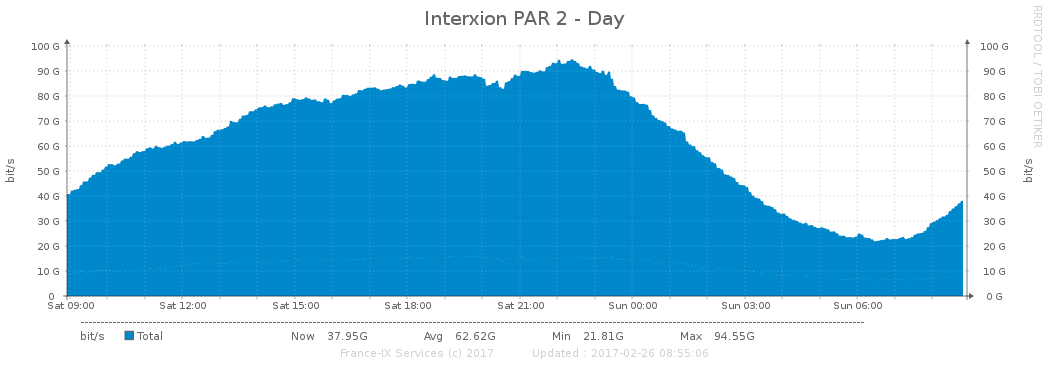 Interxion PAR 2 - Day
RRDTOOL / TOBI OETIKER
100 G 100 G
90 G 90 G
80 G 80 G
70 G 70 G
60 G 60 G
50 G 50 G
40 G 40 G
30 G 30 G
20 G 20 G
10 G 10 G
0 0 G
bit/s bit/s
Sat 09:00 Sat 12:00 Sat 15:00 Sat 18:00 Sat 21:00 Sun 00:00 Sun 03:00 Sun 06:00
bit/s Total Now 37.95G Avg 62.62G Min 21.81G Max 94.55G
France-IX Services (c) 2017 Updated : 2017-02-26 08:55:06